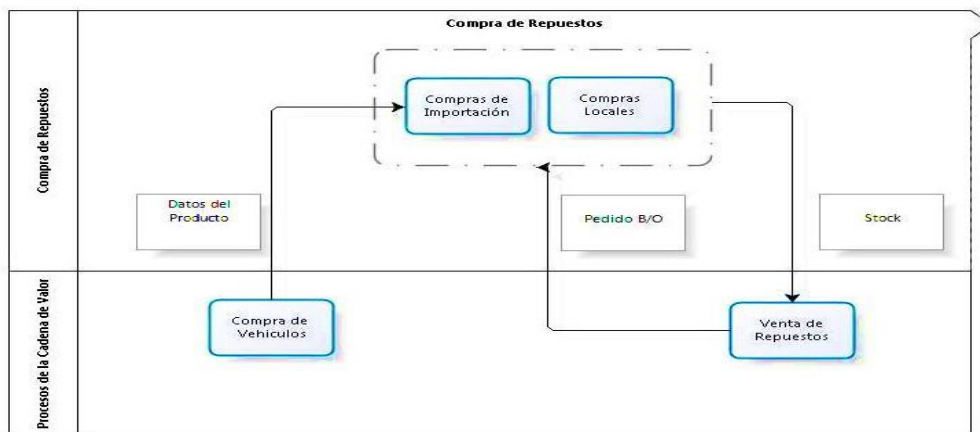 Compra de Repuestos
Compra de Repuestos
Compras de
Importación
Compras
Locales
Datos del
Producto
Pedido B/O
Stock
Procesos de la Cadena de Valor
Compra de
Vehículos
Venta de
Repuestos